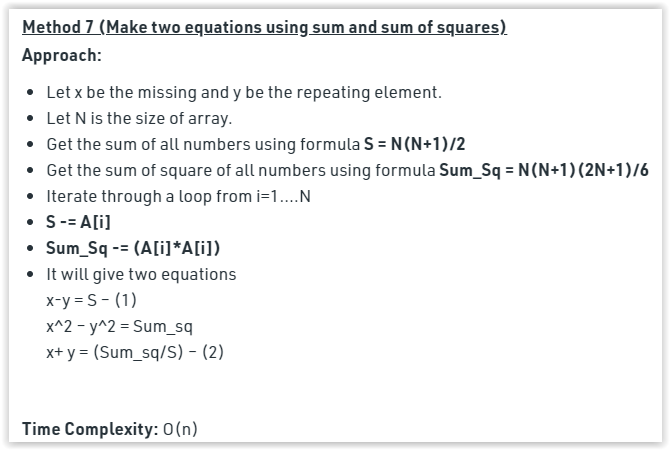 Method 7 (Make two equations using sum and sum of squares)
Approach:
• Let x be the missing and y be the repeating element.
• Let N is the size of array.
• Get the sum of all numbers using formula S = N(N+1)/2
• Get the sum of square of all numbers using formula Sum_Sq = N(N+1)(2N+1)/6
• Iterate through a loop from i=1....N
• S -= A[i]
• Sum_Sq -= (A[i]*A[i])
• It will give two equations
x-y = S – (1)
x^2 – y^2 = Sum_sq
x+ y = (Sum_sq/S) – (2)
Time Complexity: O(n)